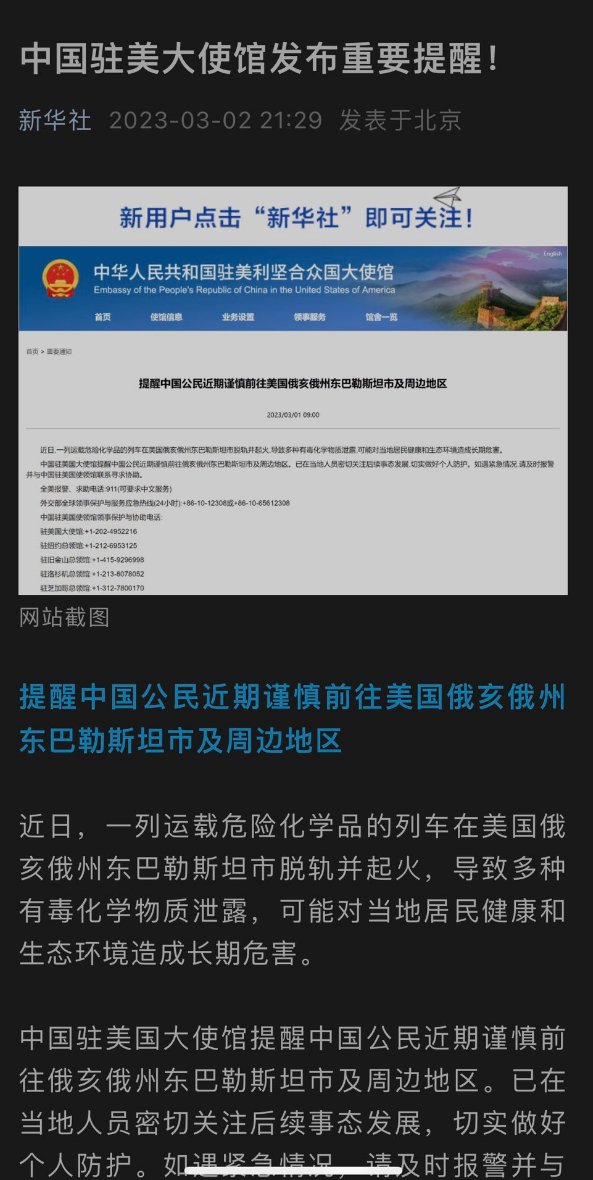 中国驻美大使馆发布重要提醒！
新华社 2023-03-02 21:29 发表于北京
新用户点击“新华社”即可关注！
English
中华人民共和国驻美利坚合众国大使馆
Embassy of the People's Republic of China in the United States of America
首页 使馆信息 业务设置 领事服务 馆舍一览
首页 > 重要通知
提醒中国公民近期谨慎前往美国俄亥俄州东巴勒斯坦市及周边地区
2023/03/01 09:00
近日,一列运载危险化学品的列车在美国俄亥俄州东巴勒斯坦市脱轨并起火,导致多种有毒化学物质泄露,可能对当地居民健康和生态环境造成长期危害。
中国驻美国大使馆提醒中国公民近期谨慎前往俄亥俄州东巴勒斯坦市及周边地区。已在当地人员密切关注后续事态发展,切实做好个人防护。如遇紧急情况,请及时报警
并与中国驻美国使领馆联系寻求协助。
全美报警、求助电话:911(可要求中文服务)
外交部全球领事保护与服务应急热线(24小时):+86-10-12308或+86-10-65612308
中国驻美国使领馆领事保护与协助电话:
驻美国大使馆:+1-202-4952216
驻纽约总领馆:+1-212-6953125
驻旧金山总领馆:+1-415-9296998
驻洛杉矶总领馆:+1-213-8078052
驻芝加哥总领馆:+1-312-7800170
网站截图
提醒中国公民近期谨慎前往美国俄亥俄州
东巴勒斯坦市及周边地区
近日，一列运载危险化学品的列车在美国俄
亥俄州东巴勒斯坦市脱轨并起火，导致多种
有毒化学物质泄露，可能对当地居民健康和
生态环境造成长期危害。
中国驻美国大使馆提醒中国公民近期谨慎前
往俄亥俄州东巴勒斯坦市及周边地区。已在
当地人员密切关注后续事态发展，切实做好
个人防护。如遇紧急情况，请及时报警并与